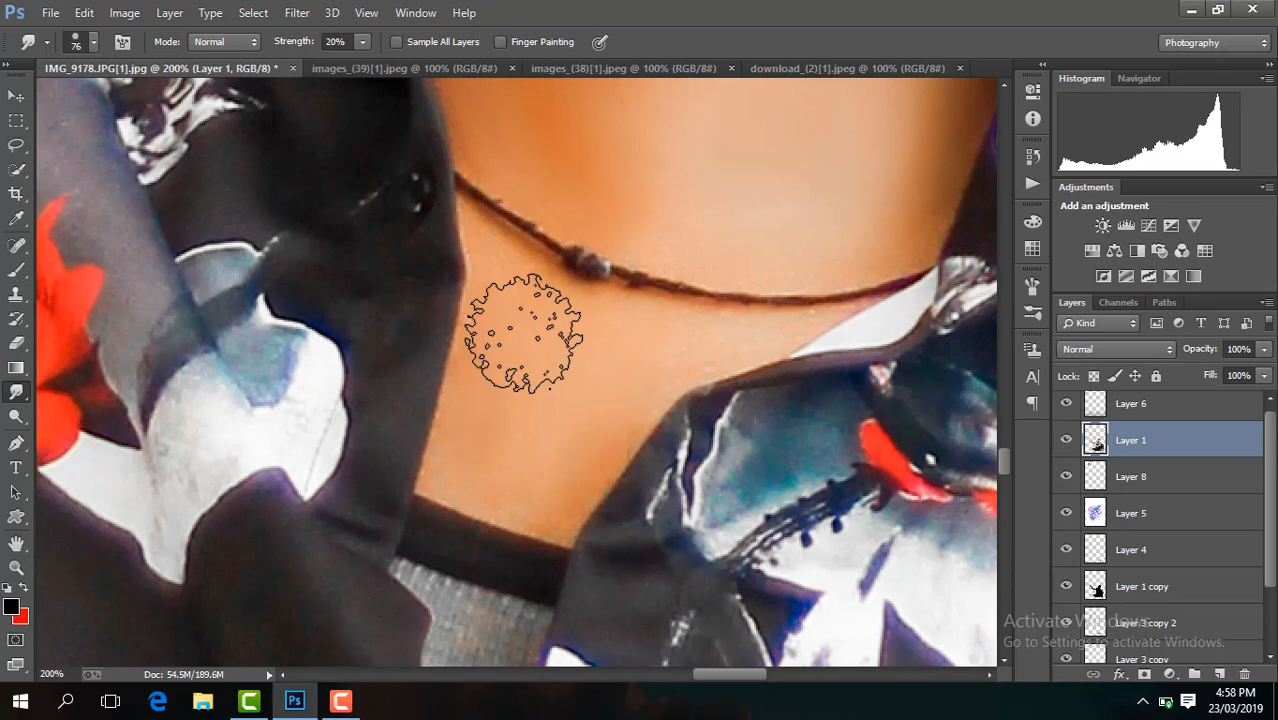 Ps File Edit Image Layer Type Select Filter 3D View Window Help
76 Mode: Normal Strength: 20% Sample All Layers Finger Painting Photography
IMG_9178.JPG[1].jpg @ 200% (Layer 1, RGB/8) * × images_(39)[1].jpeg @ 100% (RGB/8#) × images_(38)[1].jpeg @ 100% (RGB/8#) × download_(2)[1].jpeg @ 100% (RGB/8#) ×
Histogram Navigator
Adjustments
Add an adjustment
Layers Channels Paths
Kind
Normal Opacity: 100%
Lock: Fill: 100%
Layer 6
Layer 1
Layer 8
Layer 5
Layer 4
Layer 1 copy
Layer 3 copy 2
Layer 3 copy
Activate Windows
Go to Settings to activate Windows.
200% Doc: 54.5M/189.6M
Ps
4:58 PM
23/03/2019